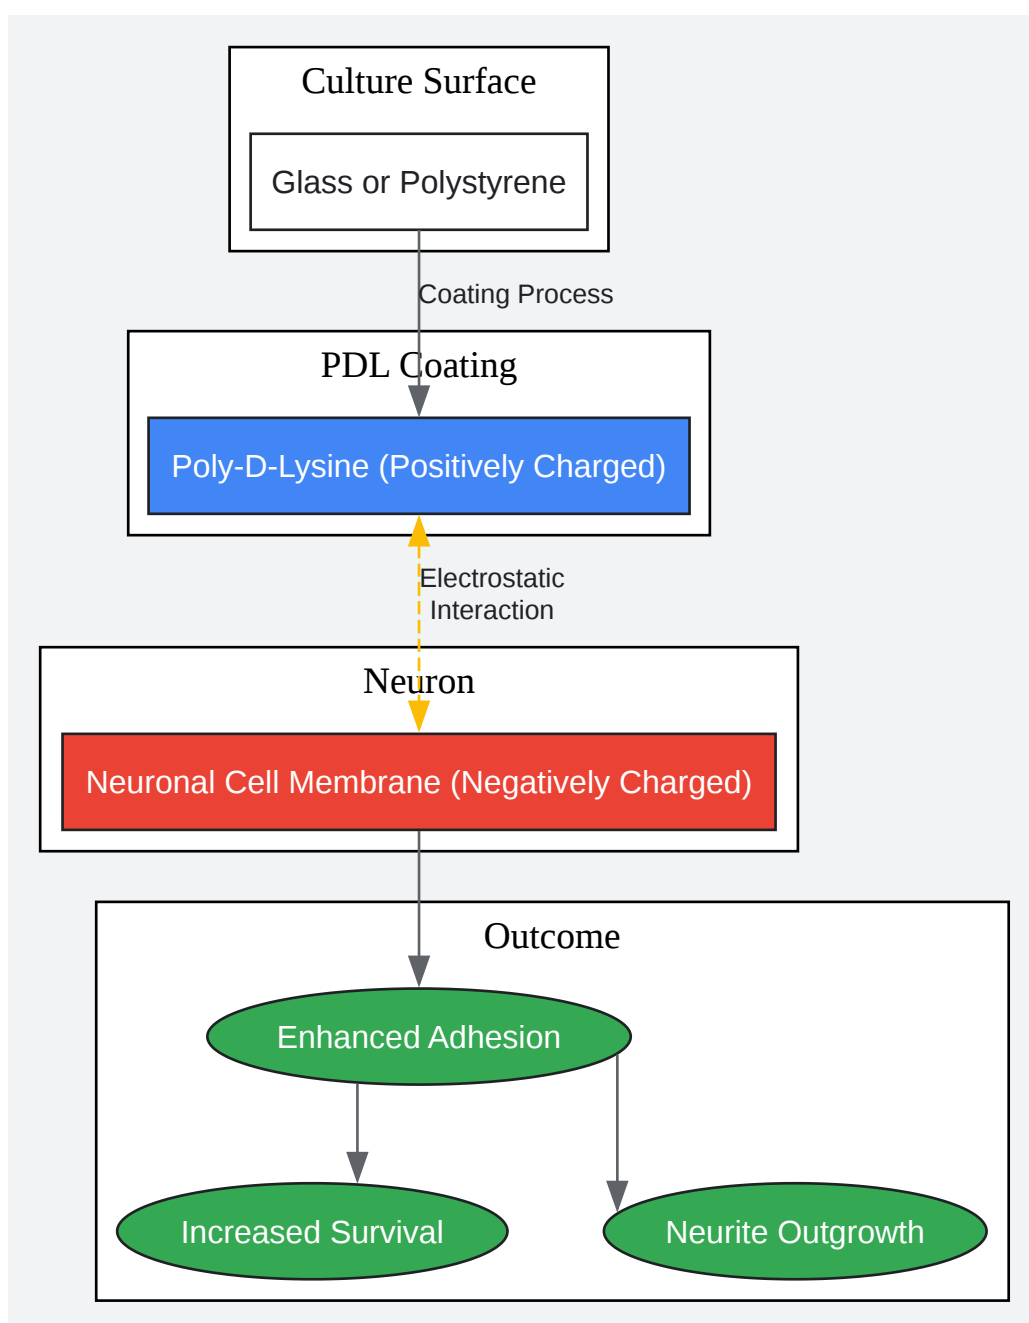 Culture Surface
Glass or Polystyrene
Coating Process
PDL Coating
Poly-D-Lysine (Positively Charged)
Electrostatic
Interaction
Neuron
Neuronal Cell Membrane (Negatively Charged)
Outcome
Enhanced Adhesion
Increased Survival
Neurite Outgrowth